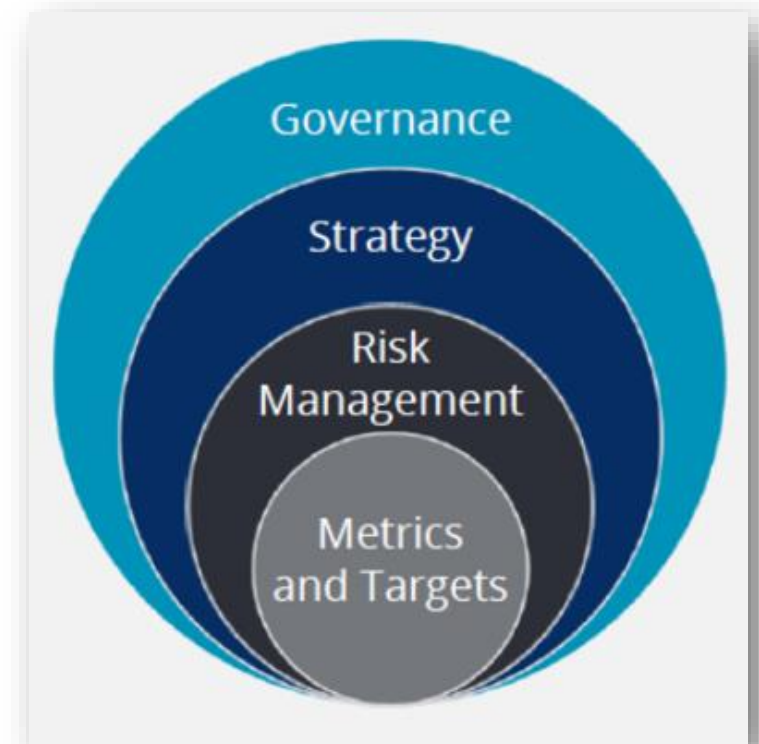 Governance
Strategy
Risk
Management
Metrics
and Targets